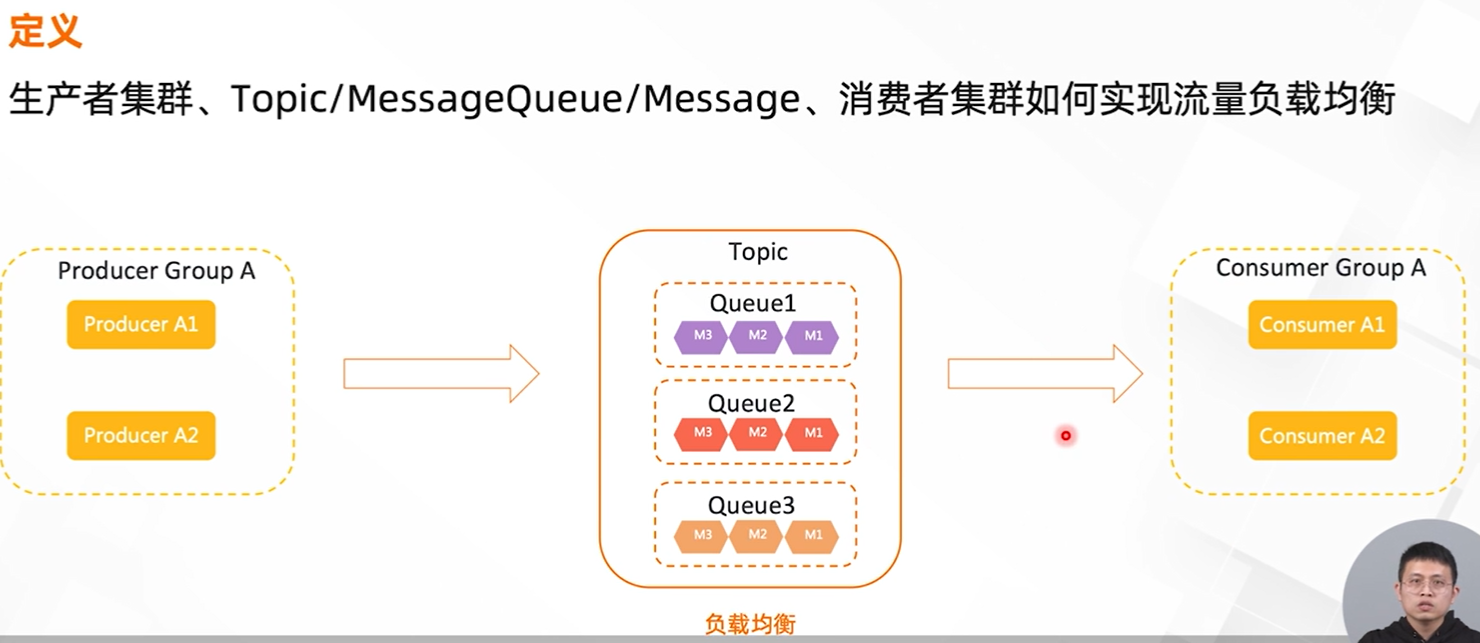 定义
生产者集群、Topic/MessageQueue/Message、消费者集群如何实现流量负载均衡
Producer Group A
Producer A1
Producer A2
Topic
Queue1
M3 M2 M1
Queue2
M3 M2 M1
Queue3
M3 M2 M1
Consumer Group A
Consumer A1
Consumer A2
负载均衡